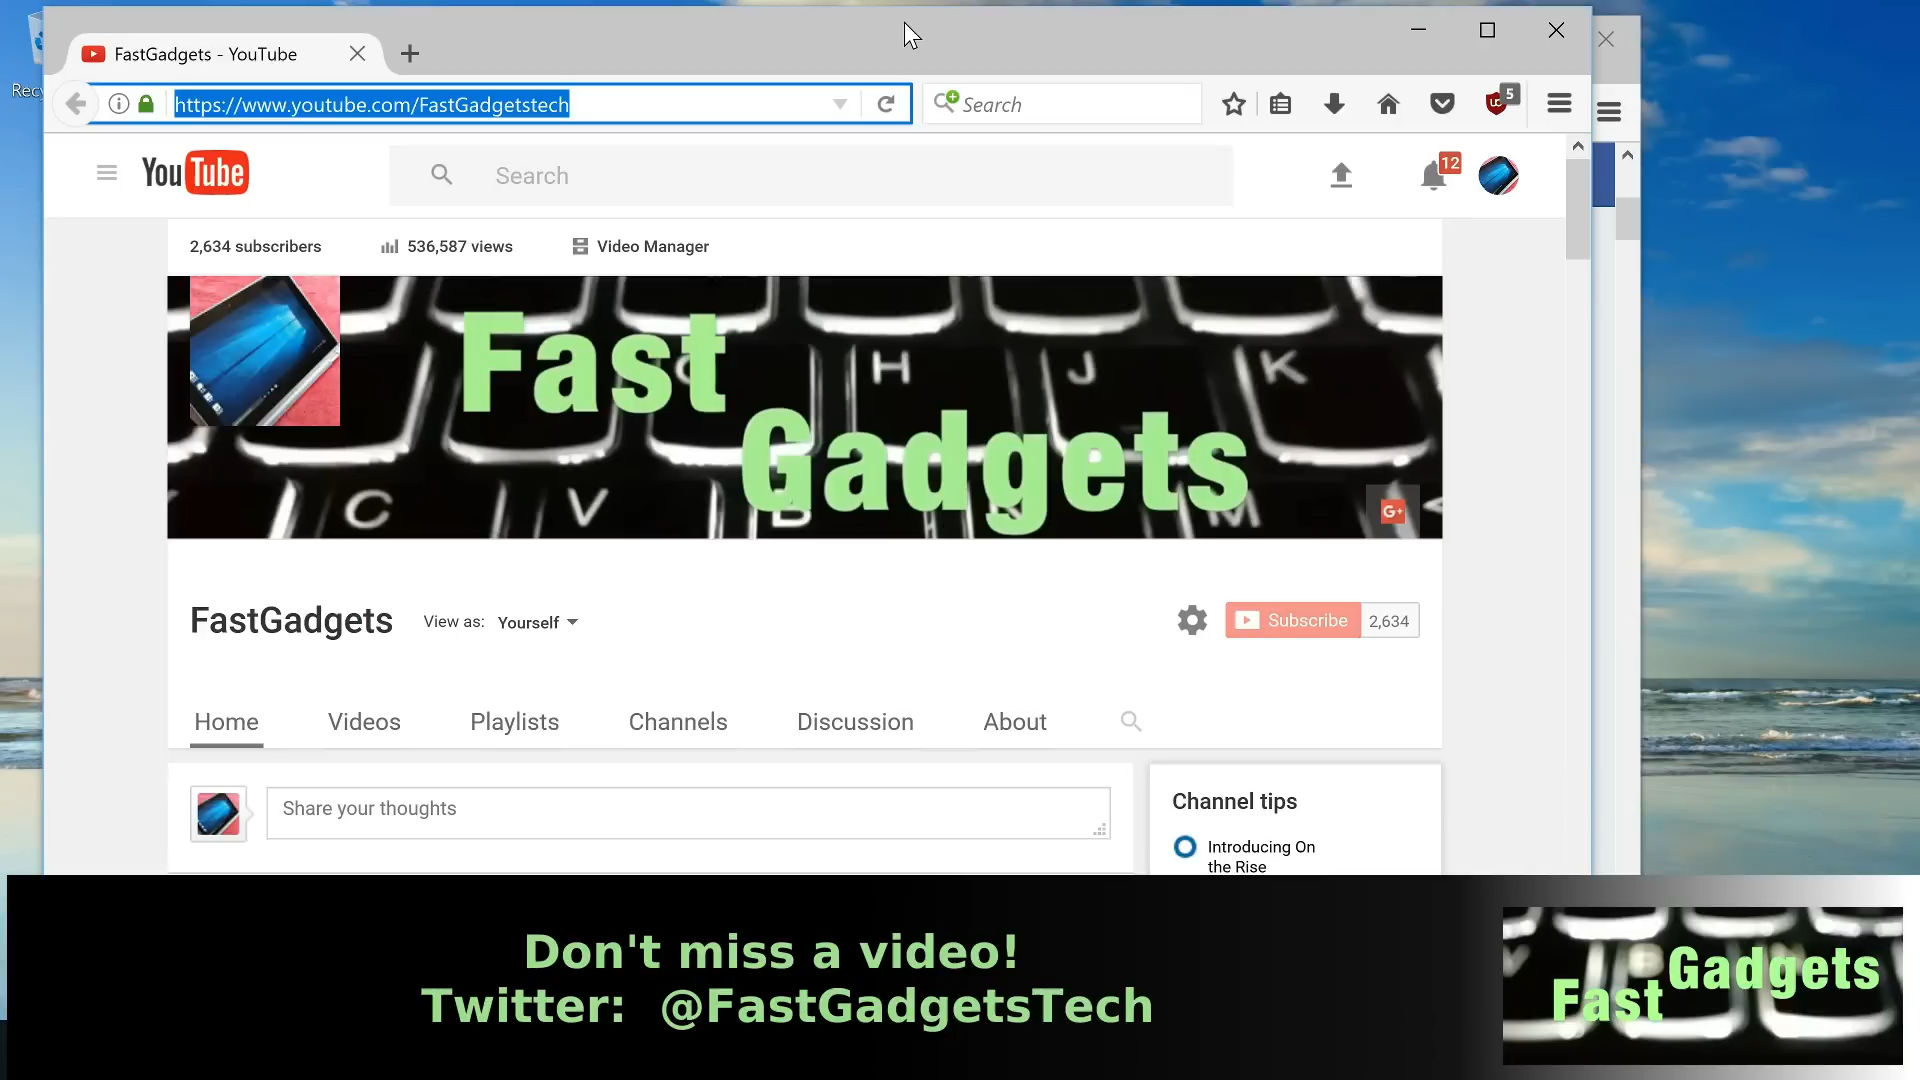 Recy
FastGadgets - YouTube
https://www.youtube.com/FastGadgetstech
Search
5
YouTube
Search
12
2,634 subscribers
536,587 views
Video Manager
Fast
Gadgets
H J K
C V B M
G+
FastGadgets
View as: Yourself
Subscribe 2,634
Home
Videos
Playlists
Channels
Discussion
About
Share your thoughts
Channel tips
Introducing On
the Rise
Don't miss a video!
Twitter: @FastGadgetsTech
Fast Gadgets